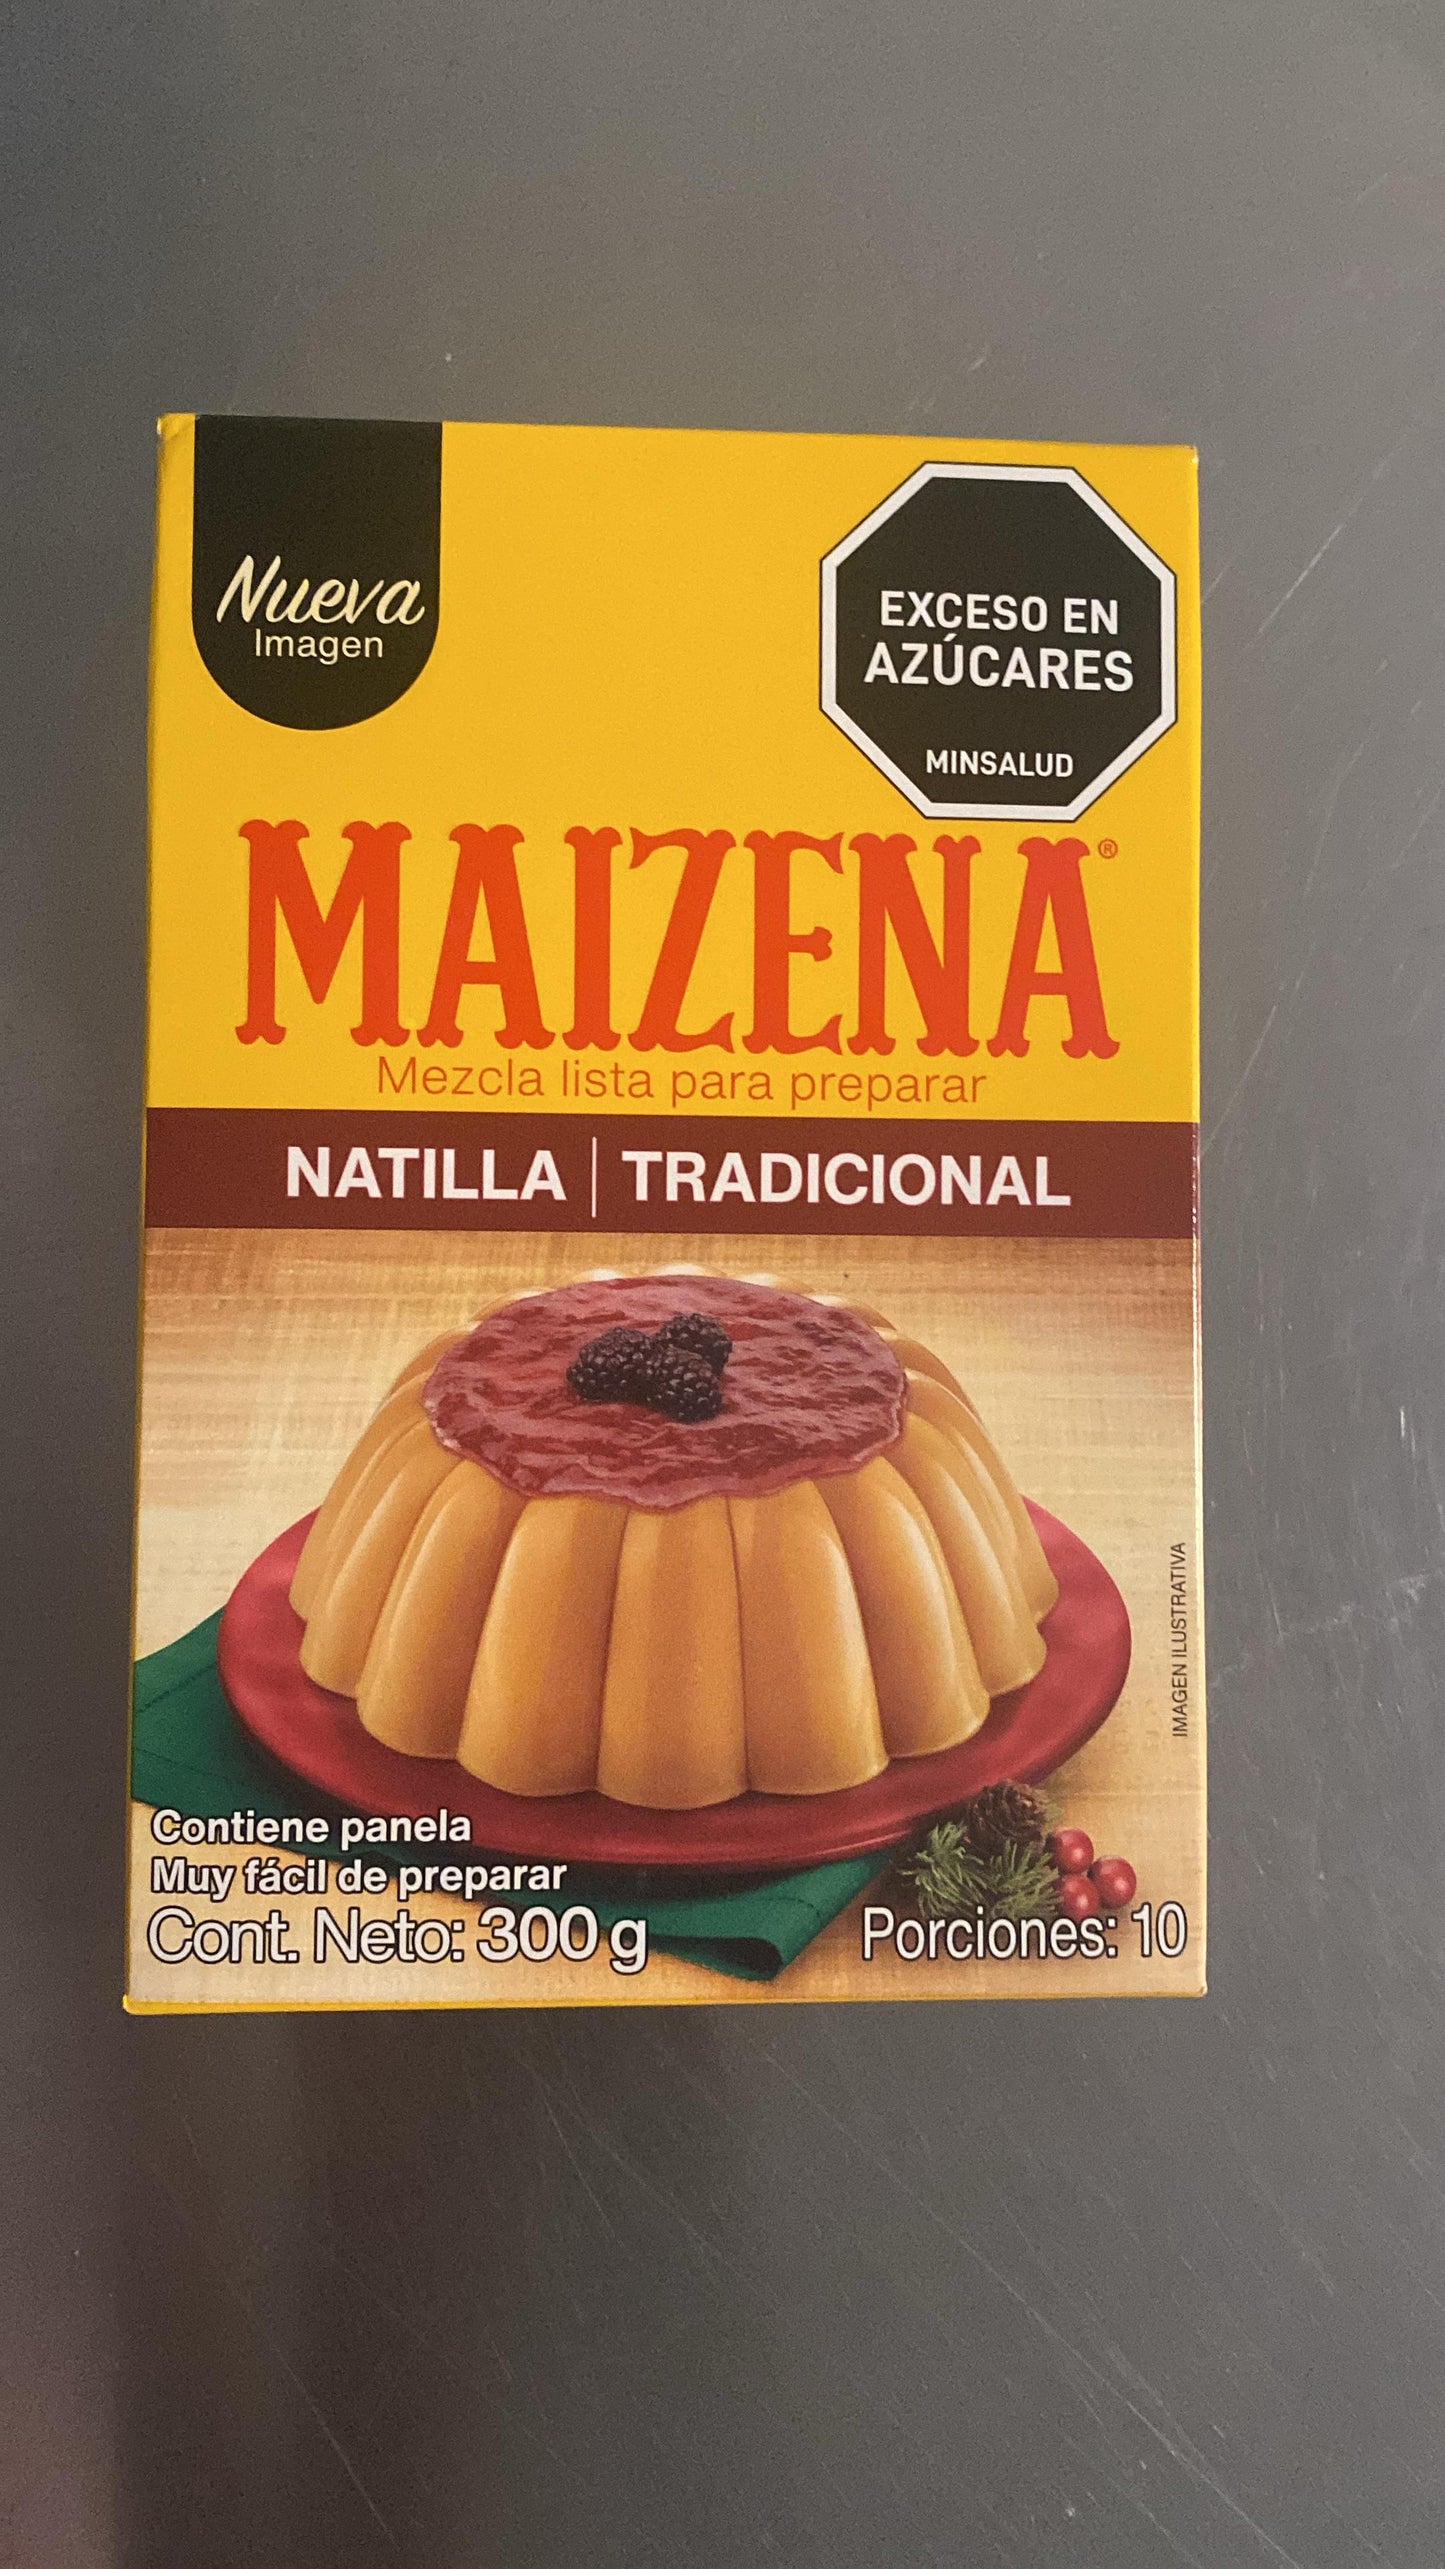 Nueva
Imagen
EXCESO EN
AZÚCARES
MINSALUD
MAIZENA®
Mezcla lista para preparar
NATILLA | TRADICIONAL
IMAGEN ILUSTRATIVA
Contiene panela
Muy fácil de preparar
Cont. Neto: 300 g
Porciones: 10